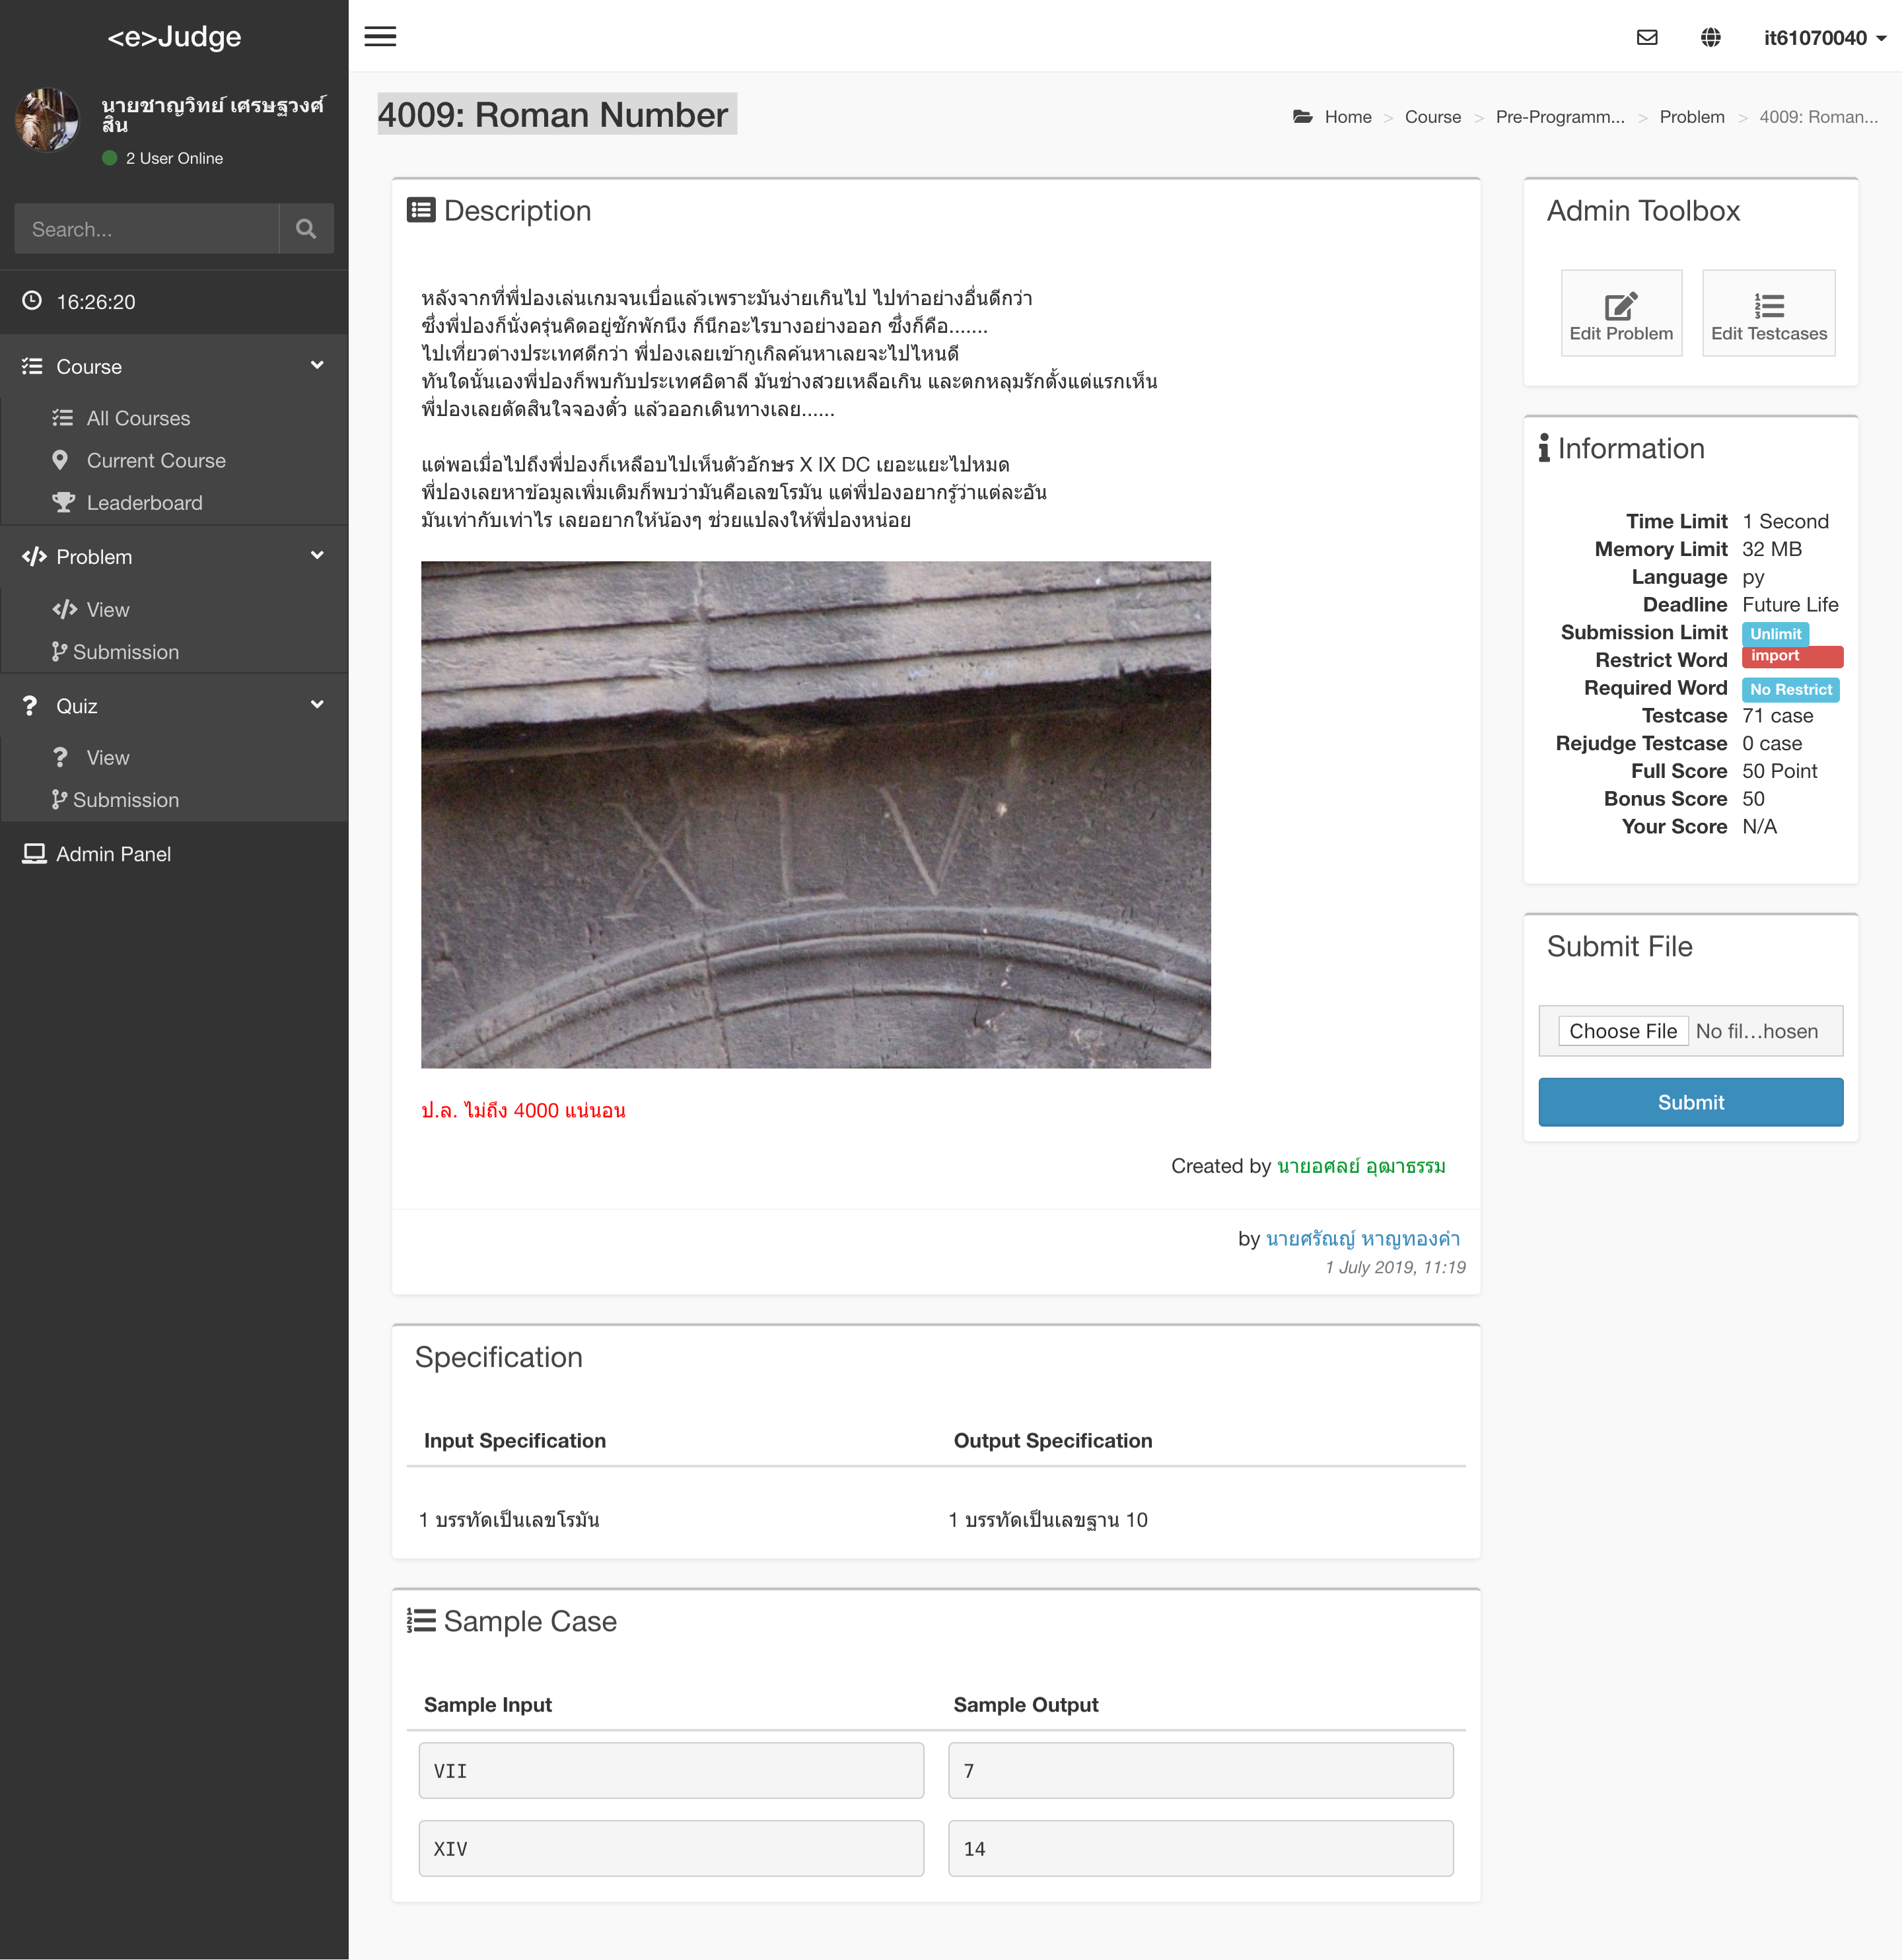 <e>Judge
it61070040
นายชาญวิทย์ เศรษฐวงศ์
สิน
2 User Online
Search...
16:26:20
Course
All Courses
Current Course
Leaderboard
Problem
View
Submission
Quiz
View
Submission
Admin Panel
4009: Roman Number
Home > Course > Pre-Programm... > Problem > 4009: Roman...
Description
หลังจากที่พี่ปองเล่นเกมจนเบื่อแล้วเพราะมันง่ายเกินไป ไปทำอย่างอื่นดีกว่า
ซึ่งพี่ปองก็นั่งครุ่นคิดอยู่ซักพักนึง ก็นึกอะไรบางอย่างออก ซึ่งก็คือ.......
ไปเที่ยวต่างประเทศดีกว่า พี่ปองเลยเข้ากูเกิลค้นหาเลยจะไปไหนดี
ทันใดนั้นเองพี่ปองก็พบกับประเทศอิตาลี มันช่างสวยเหลือเกิน และตกหลุมรักตั้งแต่แรกเห็น
พี่ปองเลยตัดสินใจจองตั๋ว แล้วออกเดินทางเลย......
แต่พอเมื่อไปถึงพี่ปองก็เหลือบไปเห็นตัวอักษร X IX DC เยอะแยะไปหมด
พี่ปองเลยหาข้อมูลเพิ่มเติมก็พบว่ามันคือเลขโรมัน แต่พี่ปองอยากรู้ว่าแต่ละอัน
มันเท่ากับเท่าไร เลยอยากให้น้องๆ ช่วยแปลงให้พี่ปองหน่อย
XLVI
ป.ล. ไม่ถึง 4000 แน่นอน
Created by นายอศลย์ อุฒาธรรม
by นายศรัณญ์ หาญทองคำ
1 July 2019, 11:19
Specification
Input Specification Output Specification
1 บรรทัดเป็นเลขโรมัน 1 บรรทัดเป็นเลขฐาน 10
Sample Case
Sample Input Sample Output
VII 7
XIV 14
Admin Toolbox
Edit Problem Edit Testcases
Information
Time Limit 1 Second
Memory Limit 32 MB
Language py
Deadline Future Life
Submission Limit Unlimit
Restrict Word import
Required Word No Restrict
Testcase 71 case
Rejudge Testcase 0 case
Full Score 50 Point
Bonus Score 50
Your Score N/A
Submit File
Choose File No fil...hosen
Submit